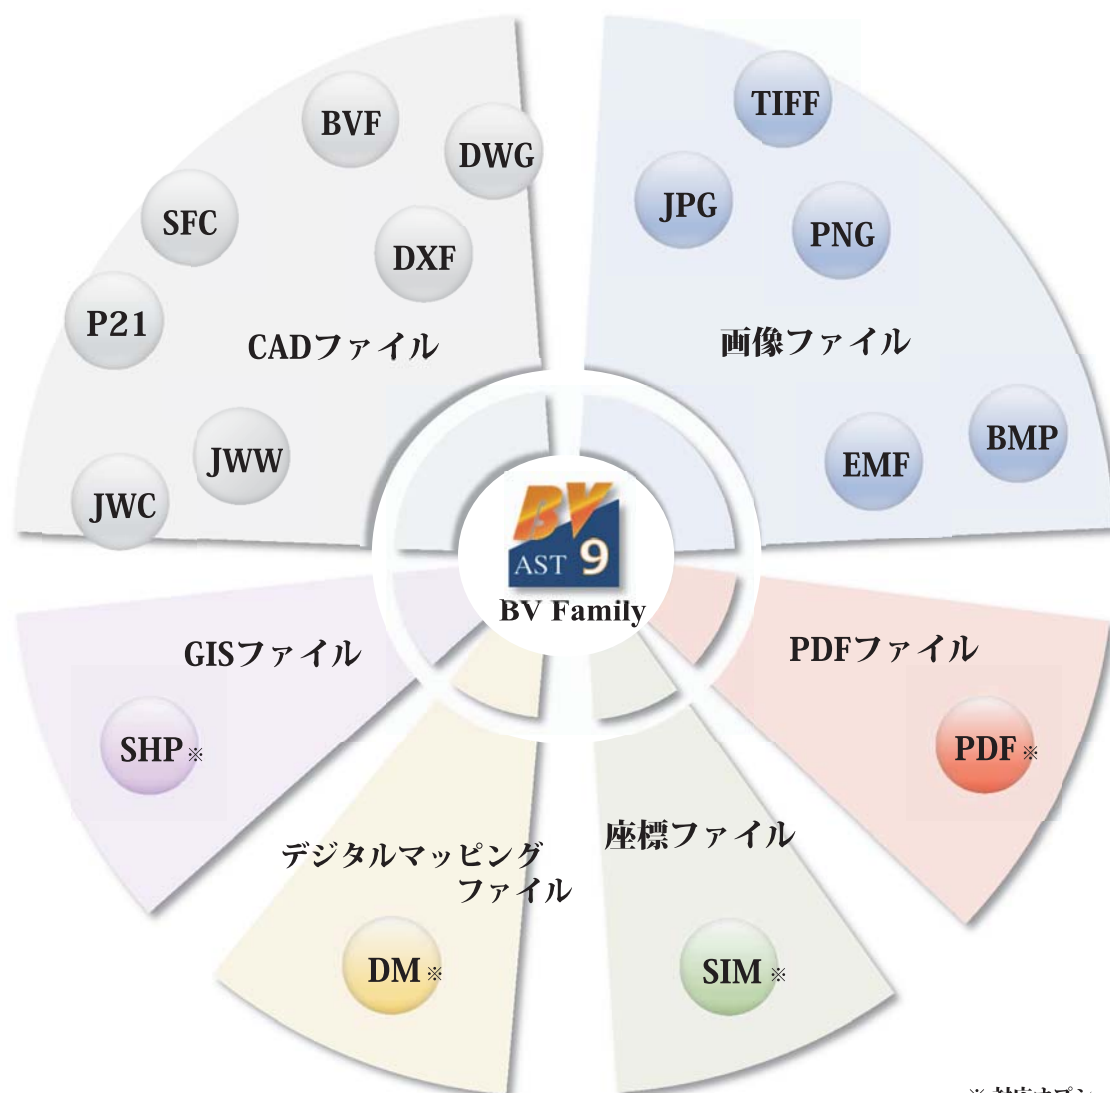 BVF
DWG
SFC
DXF
P21
CADファイル
JWW
JWC
TIFF
JPG
PNG
画像ファイル
BMP
EMF
BV
AST 9
BV Family
GISファイル
SHP※
PDFファイル
PDF※
デジタルマッピング
ファイル
DM※
座標ファイル
SIM※